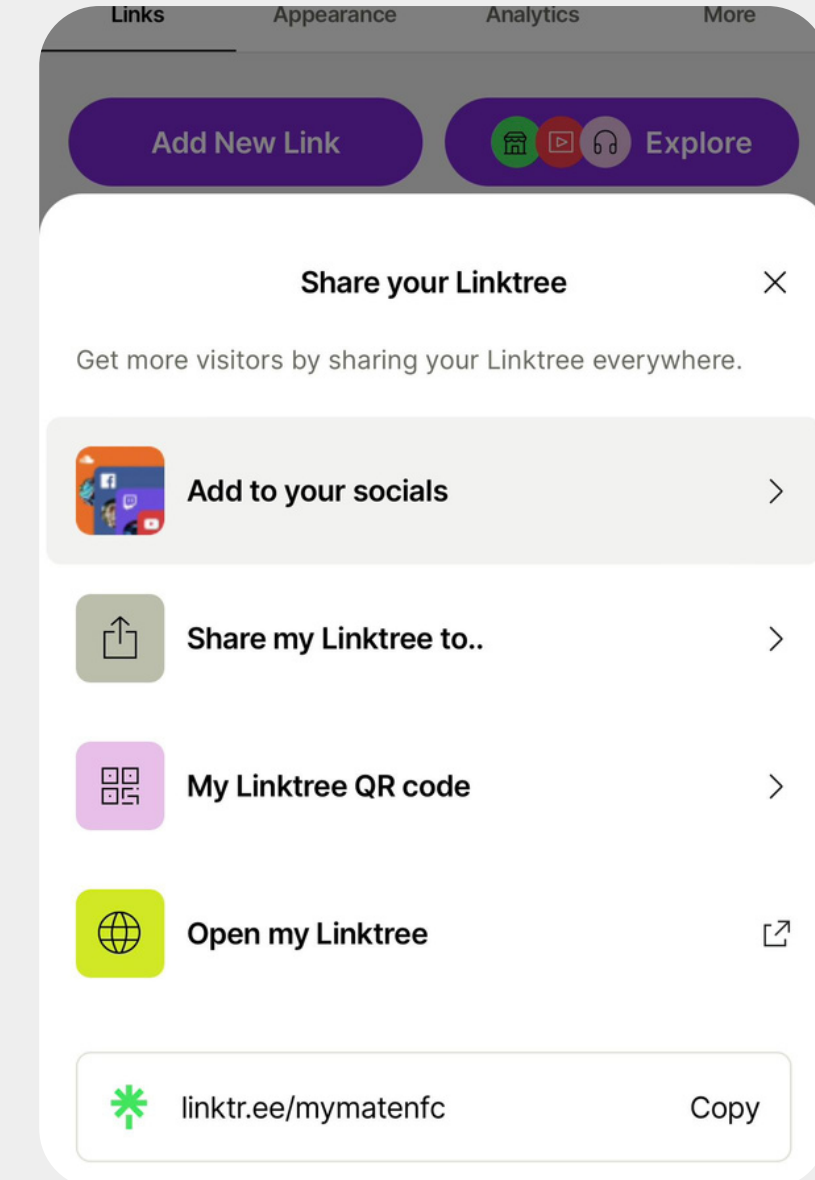 Links Appearance Analytics More
Add New Link Explore
Share your Linktree
Get more visitors by sharing your Linktree everywhere.
Add to your socials
Share my Linktree to..
My Linktree QR code
Open my Linktree
linktr.ee/mymatenfc Copy